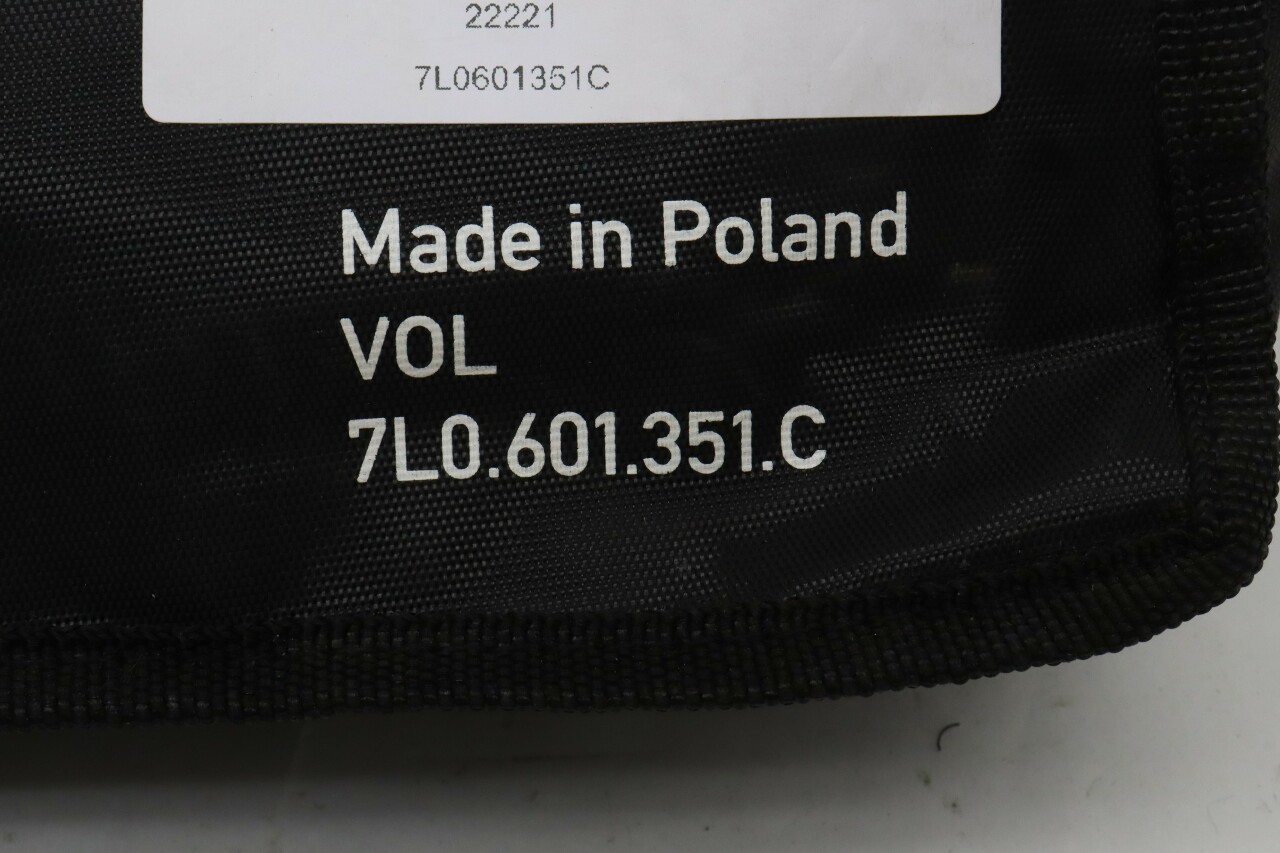 22221
7L0601351C
Made in Poland
VOL
7L0.601.351.C